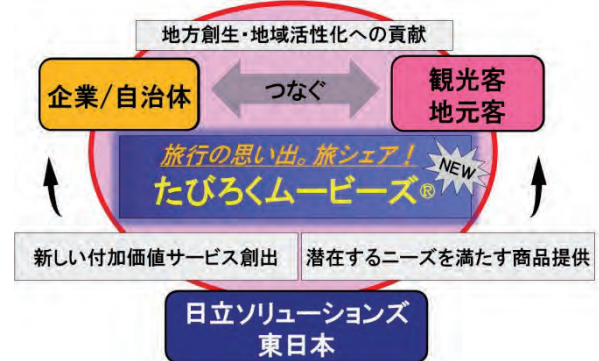 地方創生・地域活性化への貢献
企業/自治体
つなぐ
観光客
地元客
旅行の思い出。旅シェア！
NEW
たびろくムービーズ®
新しい付加価値サービス創出
潜在するニーズを満たす商品提供
日立ソリューションズ
東日本